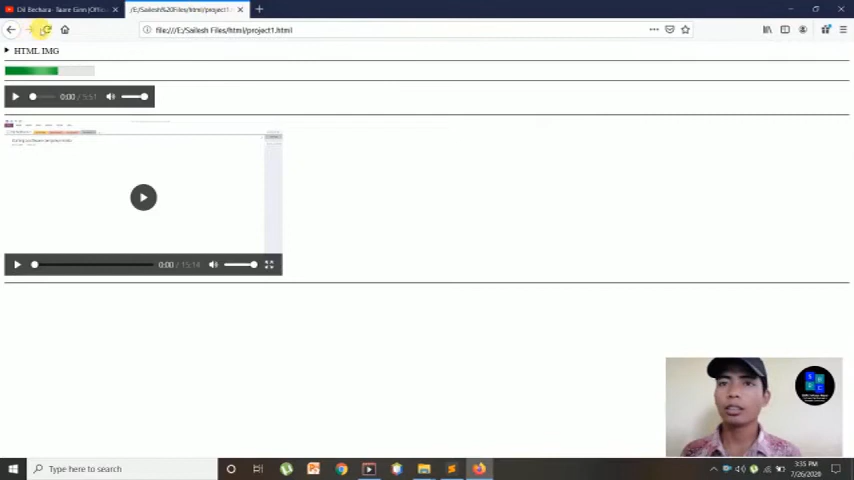 Dil Bechara - Taare Ginn |Offic
/E:/Sailesh%20Files/html/project1.
file:///E:/Sailesh Files/html/project1.html
HTML IMG
0:00 / 5:51
0:00 / 15:14
Type here to search
3:35 PM
7/26/2020